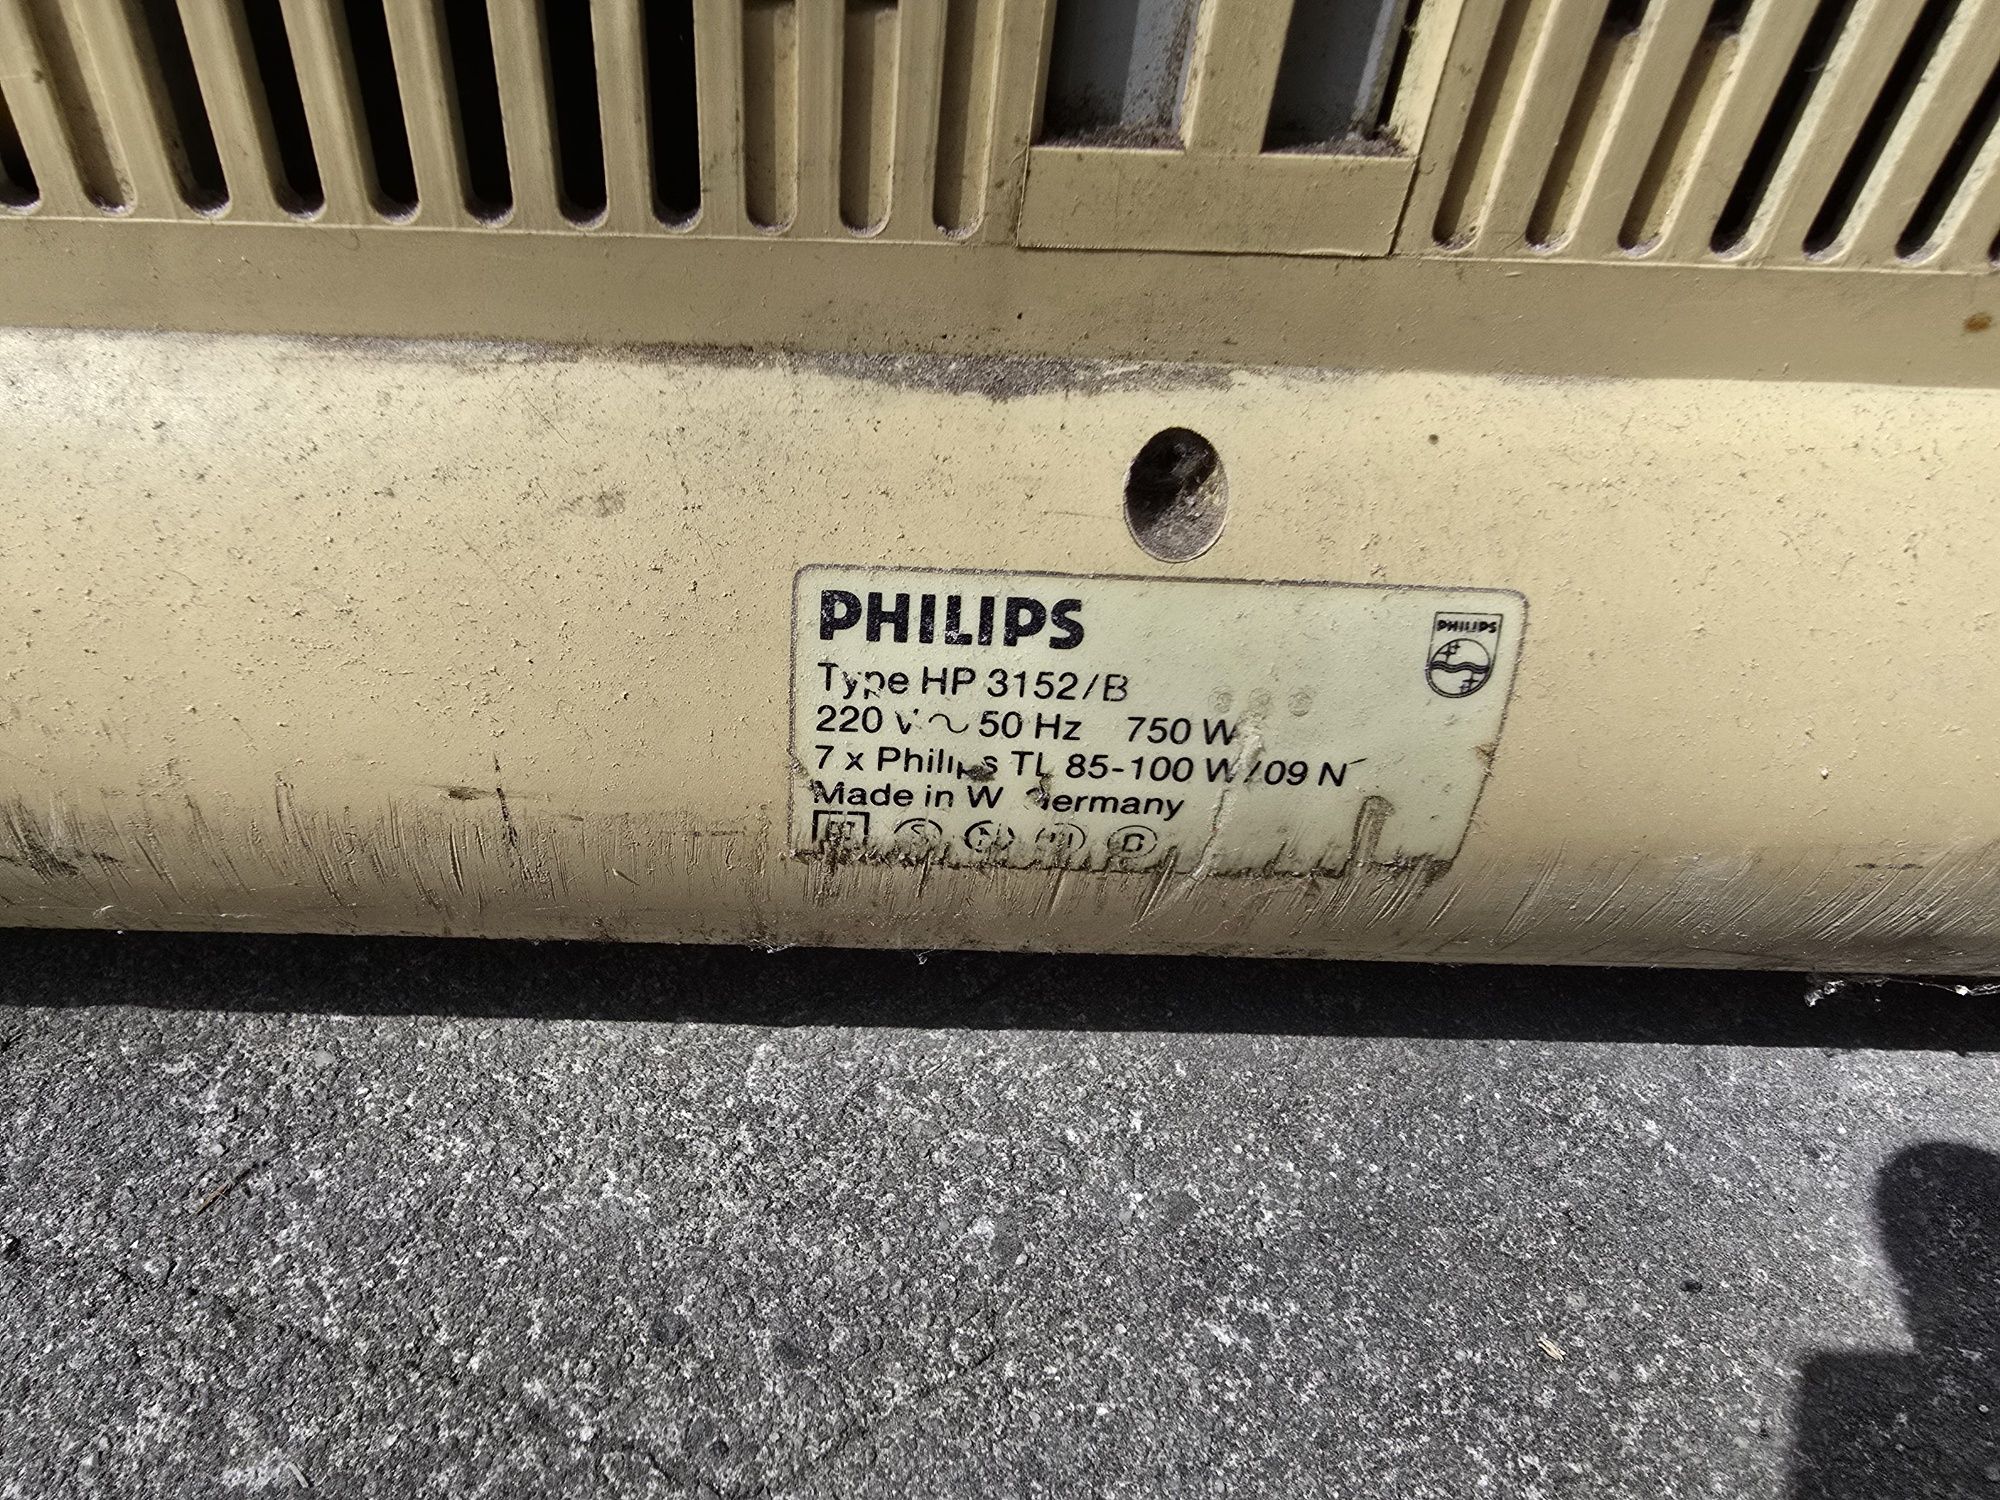 PHILIPS
PHILIPS
Type HP 3152/B
220 V ~ 50 Hz 750 W
7 x Philips TL 85-100 W/09 N
Made in W. Germany
S N D